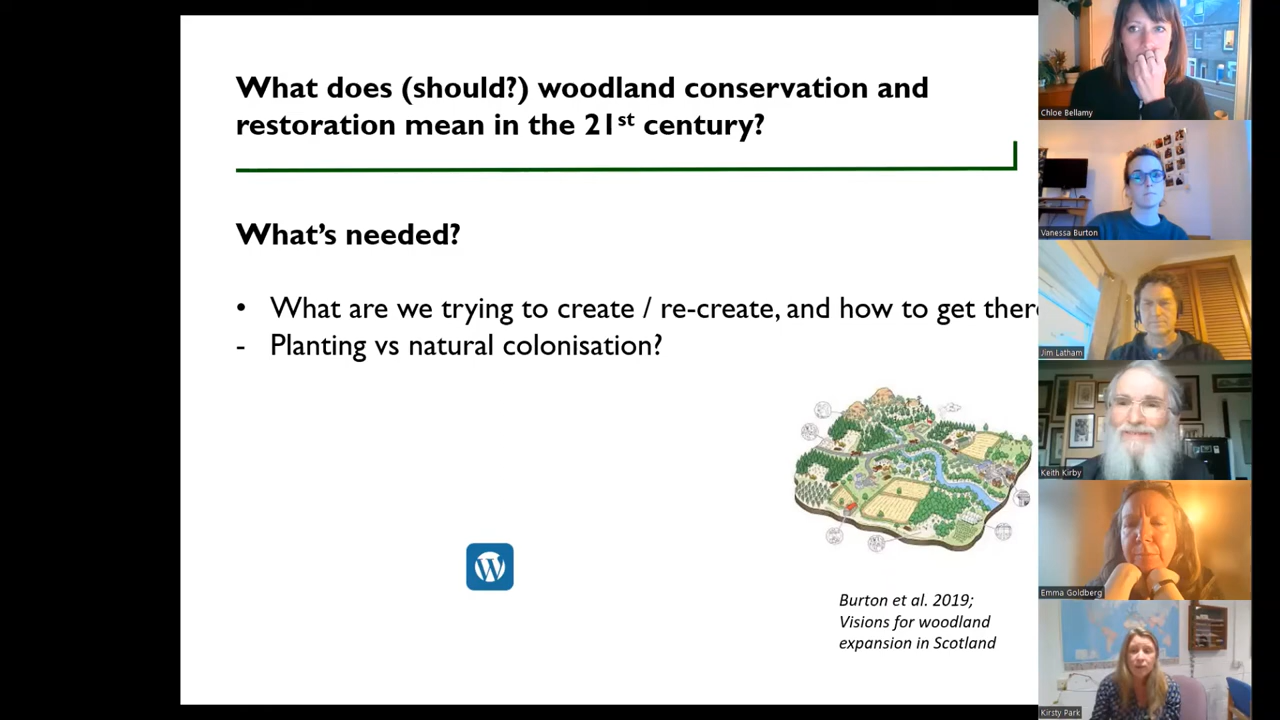 What does (should?) woodland conservation and
restoration mean in the 21st century?
What's needed?
• What are we trying to create / re-create, and how to get there
- Planting vs natural colonisation?
Burton et al. 2019;
Visions for woodland
expansion in Scotland
Chloe Bellamy
Vanessa Burton
Jim Latham
Keith Kirby
Emma Goldberg
Kirsty Park